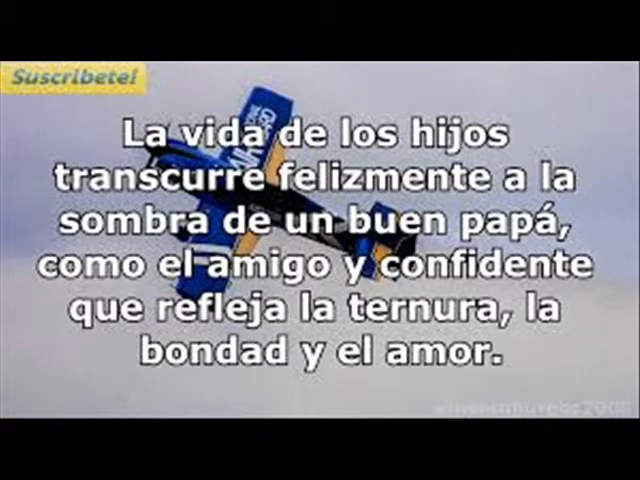 Suscribete!
La vida de los hijos
transcurre felizmente a la
sombra de un buen papá,
como el amigo y confidente
que refleja la ternura, la
bondad y el amor.